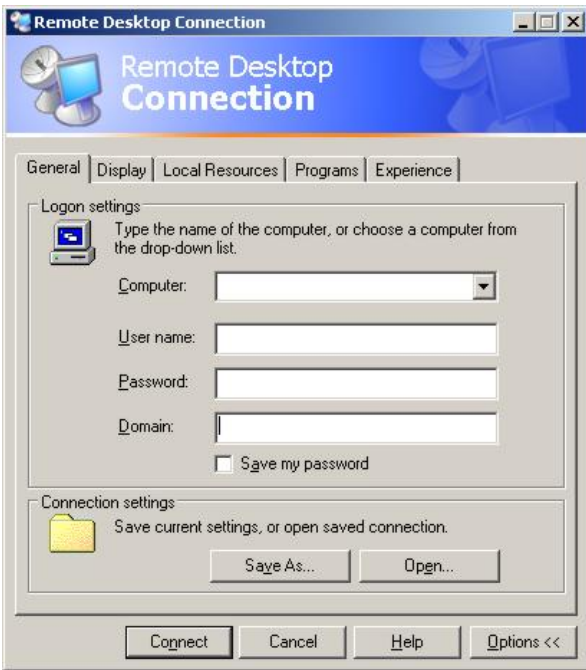 Remote Desktop Connection
Remote Desktop
Connection
General Display Local Resources Programs Experience
Logon settings
Type the name of the computer, or choose a computer from
the drop-down list.
Computer:
User name:
Password:
Domain:
Save my password
Connection settings
Save current settings, or open saved connection.
Save As... Open...
Connect Cancel Help Options <<